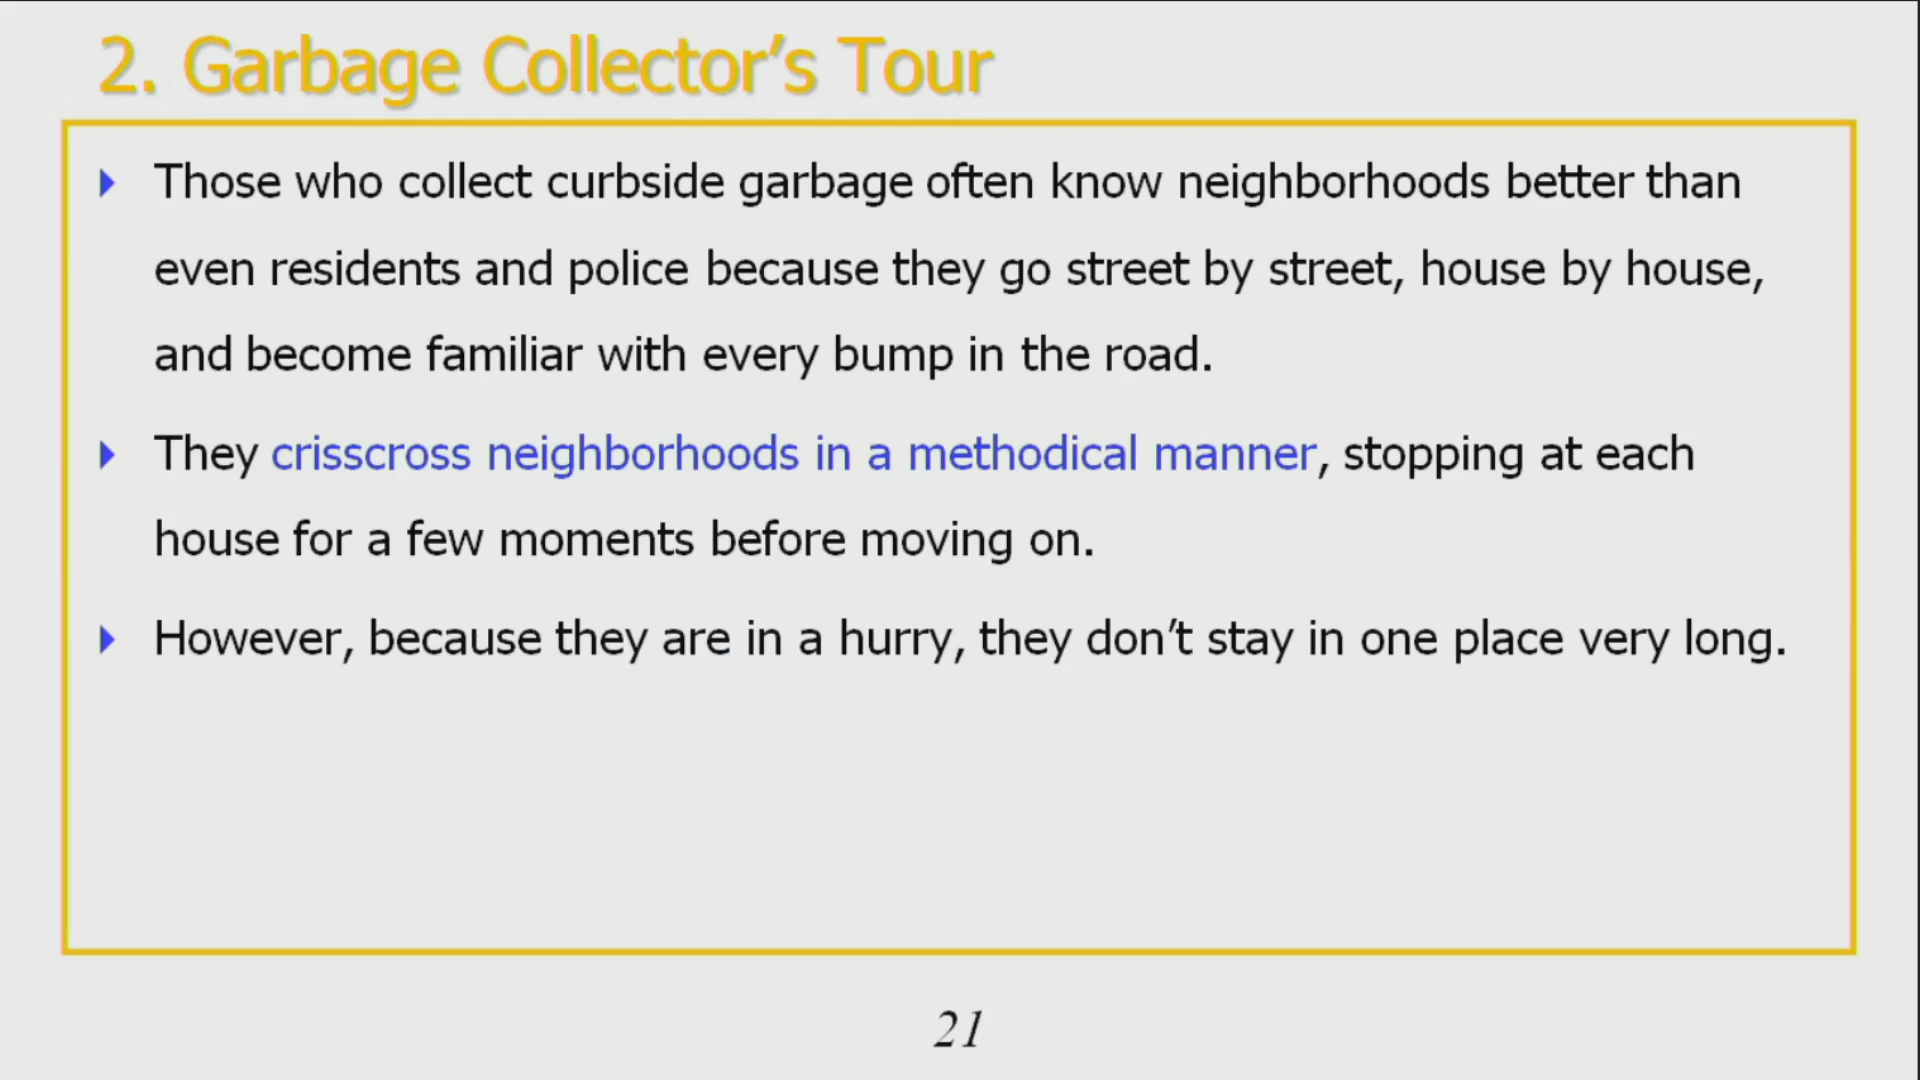 2. Garbage Collector’s Tour
Those who collect curbside garbage often know neighborhoods better than
even residents and police because they go street by street, house by house,
and become familiar with every bump in the road.
They crisscross neighborhoods in a methodical manner, stopping at each
house for a few moments before moving on.
However, because they are in a hurry, they don’t stay in one place very long.
21